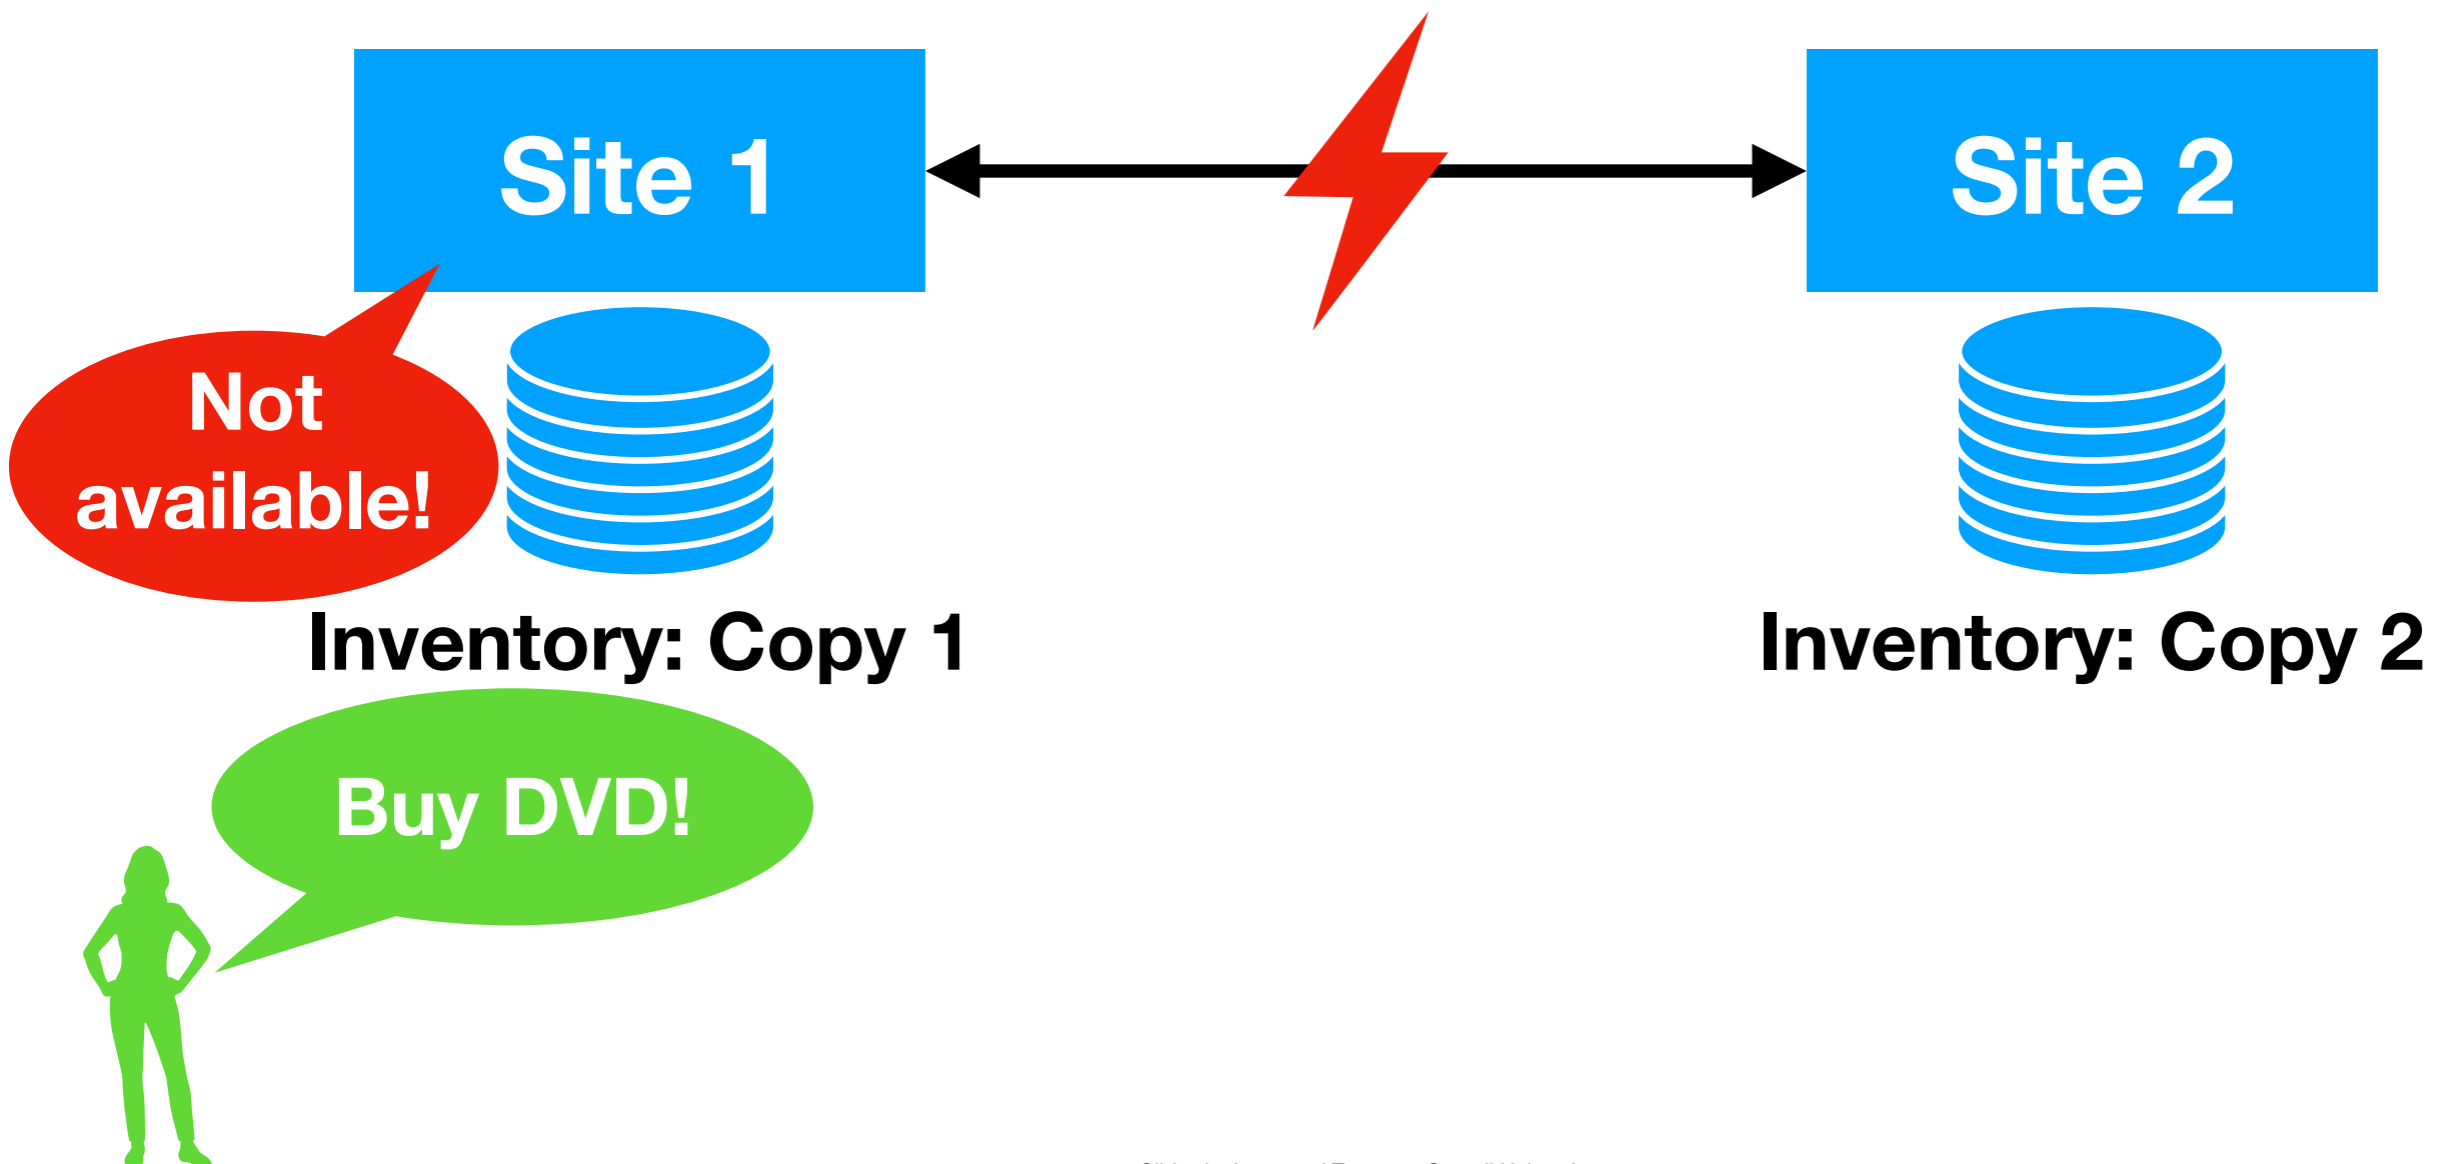 Site 1
Site 2
Not
available!
Inventory: Copy 1
Inventory: Copy 2
Buy DVD!